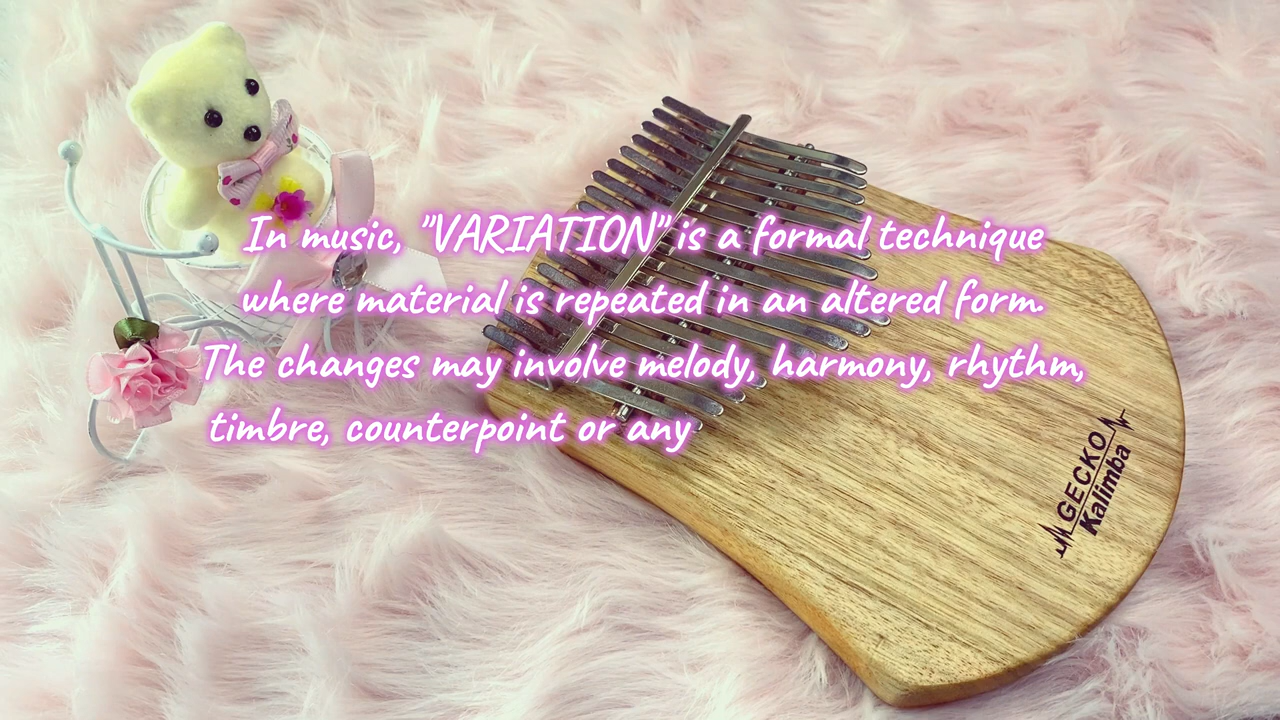 In music, "VARIATION" is a formal technique
where material is repeated in an altered form.
The changes may involve melody, harmony, rhythm,
timbre, counterpoint or any
GECKO
Kalimba